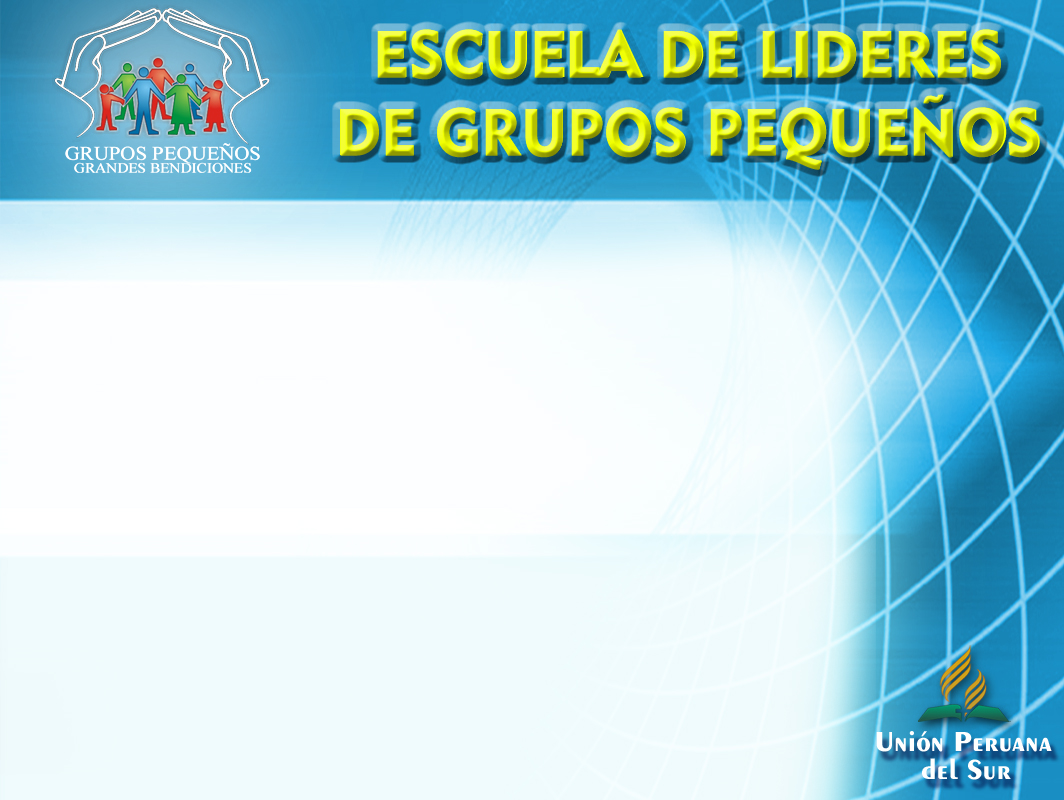 ESCUELA DE LIDERES
DE GRUPOS PEQUEÑOS
GRUPOS PEQUEÑOS
GRANDES BENDICIONES
UNIÓN PERUANA
del SUR